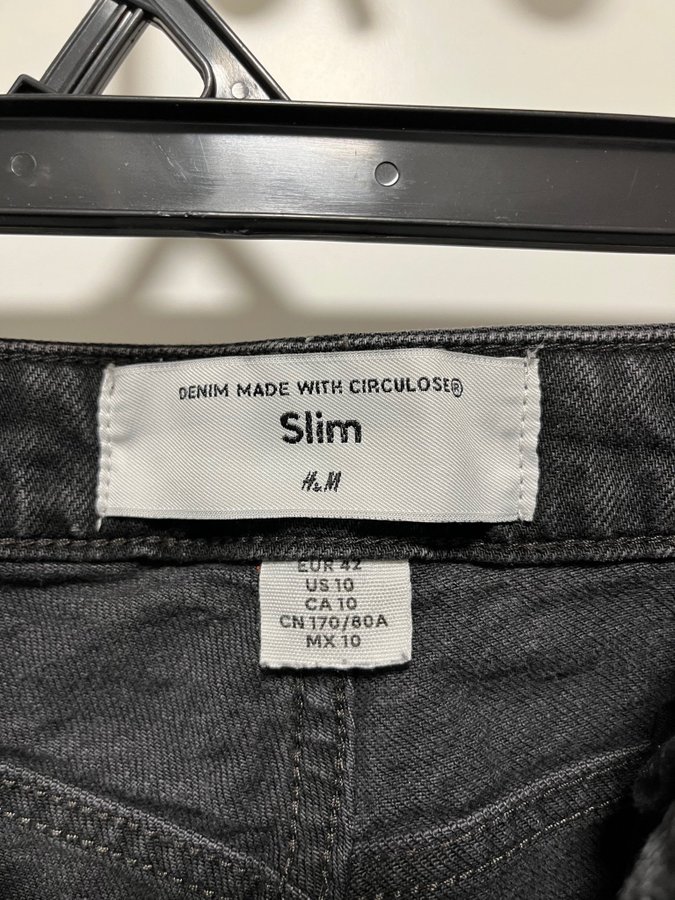 DENIM MADE WITH CIRCULOSE®
Slim
H&M
EUR 42
US 10
CA 10
CN 170/80A
MX 10